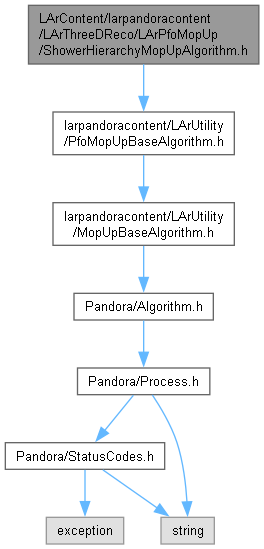 LArContent/larpandoracontent
/LArThreeDReco/LArPfoMopUp
/ShowerHierarchyMopUpAlgorithm.h
larpandoracontent/LArUtility
/PfoMopUpBaseAlgorithm.h
larpandoracontent/LArUtility
/MopUpBaseAlgorithm.h
Pandora/Algorithm.h
Pandora/Process.h
Pandora/StatusCodes.h
exception
string